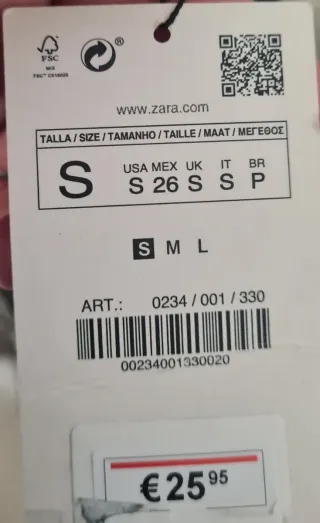 FSC
MIX
®
www.zara.com
TALLA / SIZE / TAMANHO / TAILLE / MAAT / ΜΕΓΕΘΟΣ
S
USA MEX UK IT BR
S 26 S S P
S M L
ART.: 0234 / 001 / 330
00234001330020
€25 95